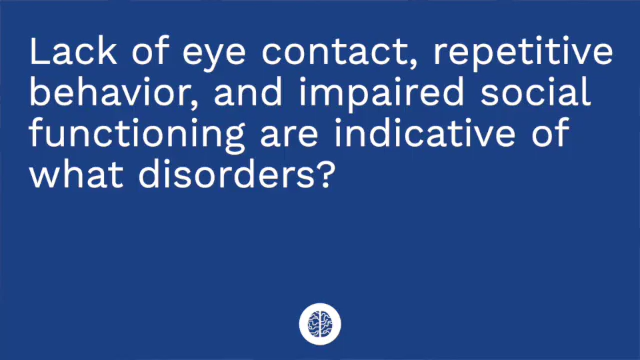 Lack of eye contact, repetitive
behavior, and impaired social
functioning are indicative of
what disorders?